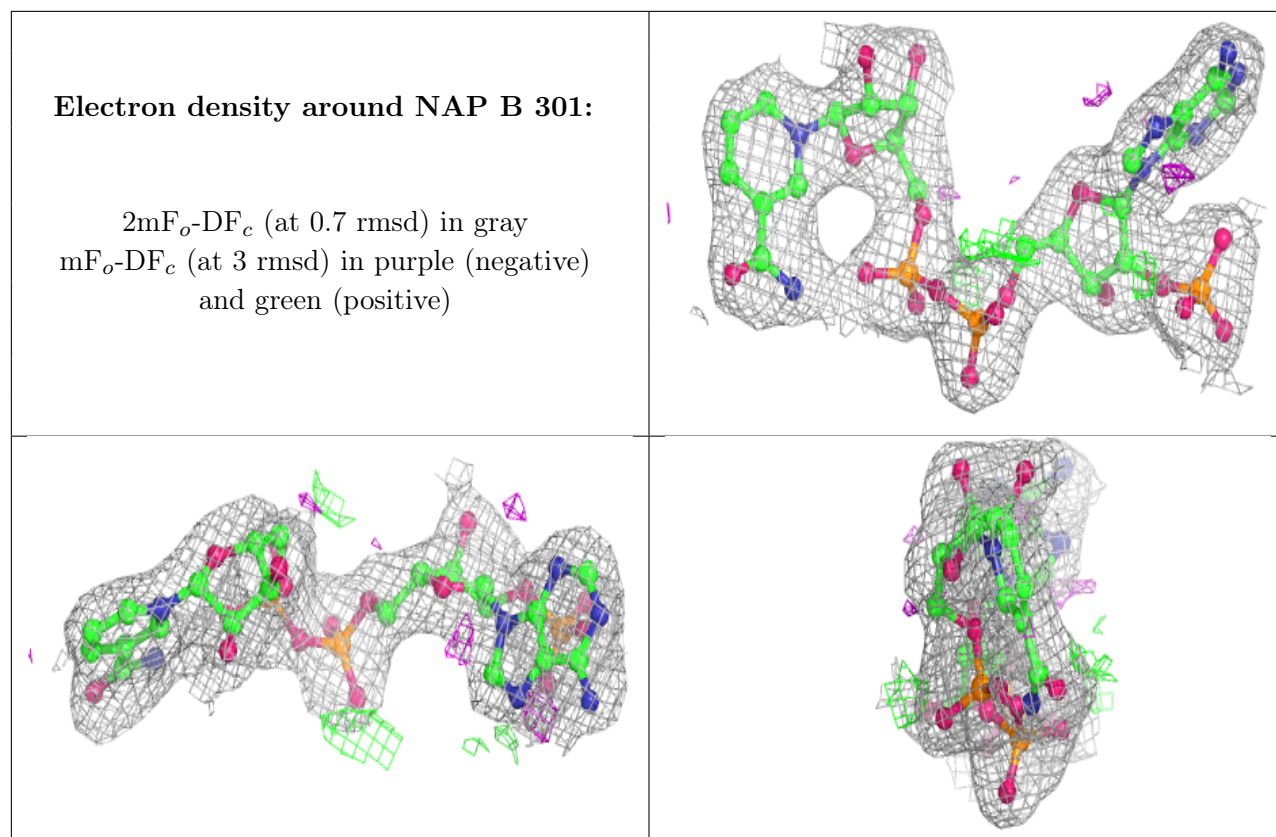 Electron density around NAP B 301:
2mFo-DFc (at 0.7 rmsd) in gray
mFo-DFc (at 3 rmsd) in purple (negative)
and green (positive)